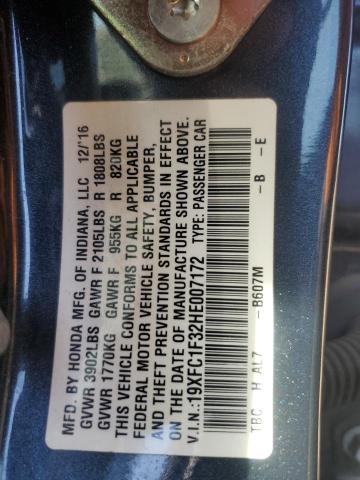 MFD. BY HONDA MFG. OF INDIANA, LLC 12/'16
GVWR 3902LBS GAWR F 2105LBS R 1808LBS
GVWR 1770KG GAWR F 955KG R 820KG
THIS VEHICLE CONFORMS TO ALL APPLICABLE
FEDERAL MOTOR VEHICLE SAFETY, BUMPER,
AND THEFT PREVENTION STANDARDS IN EFFECT
ON THE DATE OF MANUFACTURE SHOWN ABOVE.
V.I.N.:19XFC1F32HE007172 TYPE: PASSENGER CAR
TBC H AL7 - B607M - B - E